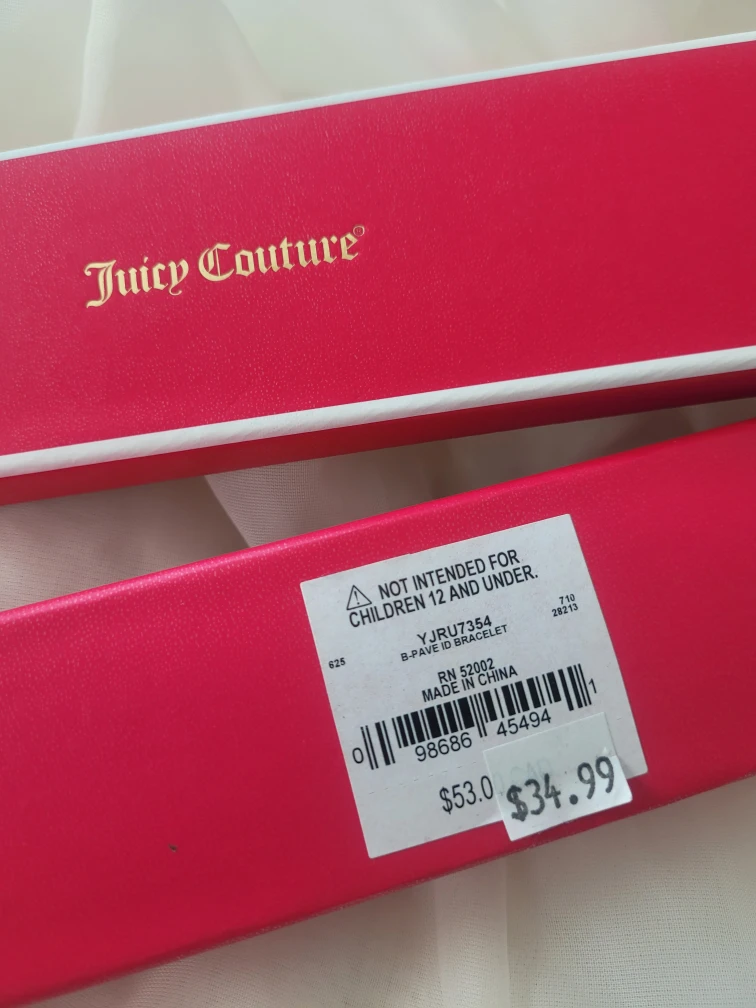 Juicy Couture®
⚠ NOT INTENDED FOR
CHILDREN 12 AND UNDER.
710
28213
YJRU7354
B-PAVE ID BRACELET
625
RN 52002
MADE IN CHINA
0 98686 45494 1
$53.0
$34.99